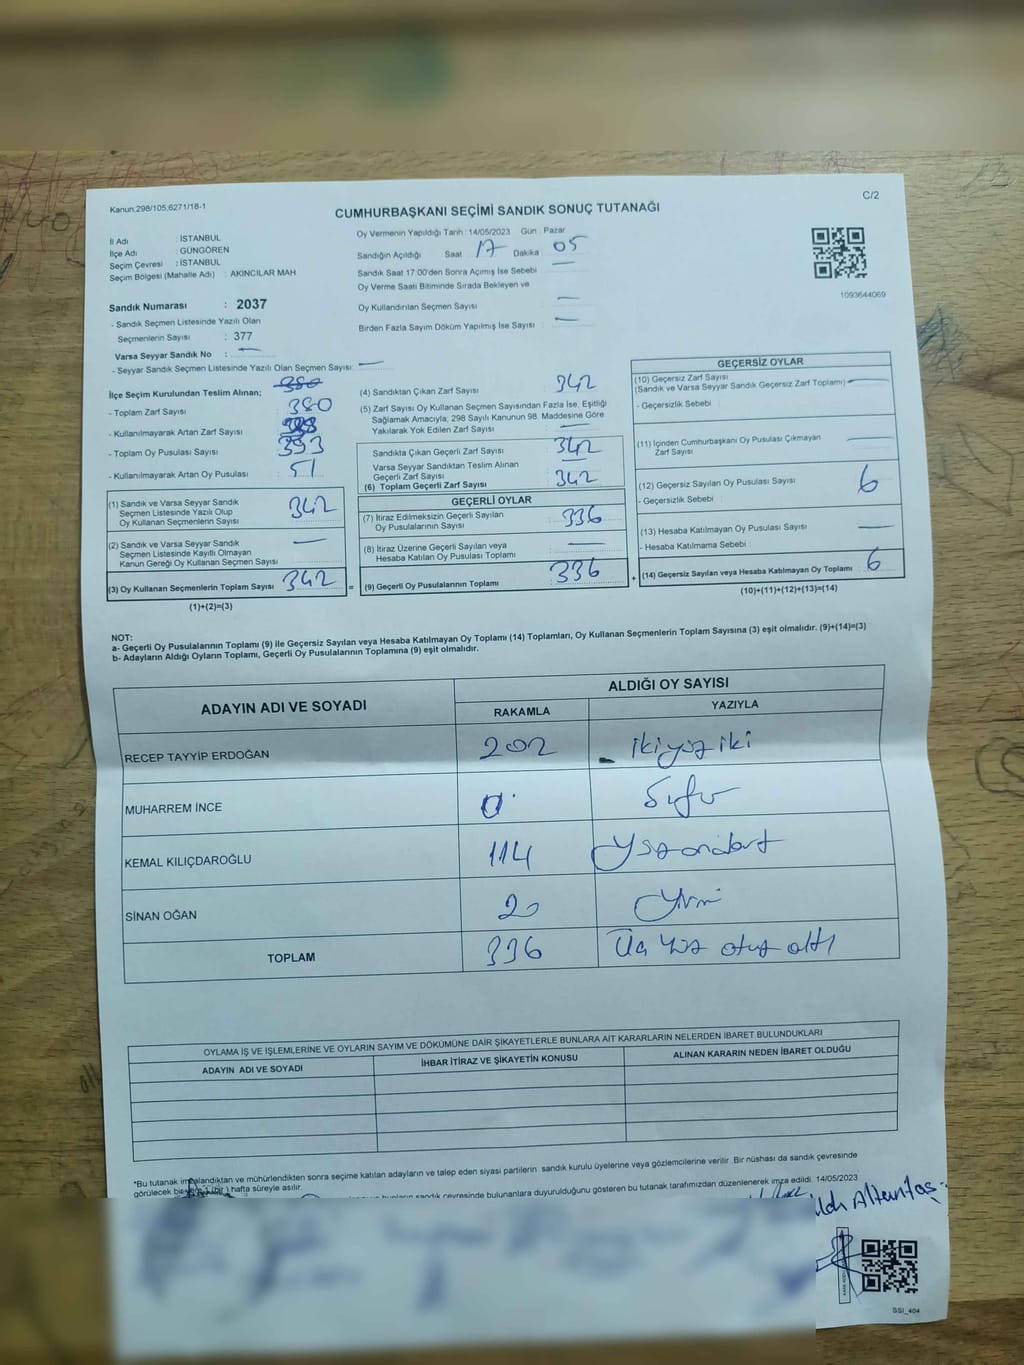 Kanun.298/105,6271/18-1
C/2
CUMHURBAŞKANI SEÇİMİ SANDIK SONUÇ TUTANAĞI
İl Adı : İSTANBUL
İlçe Adı : GÜNGÖREN
Seçim Çevresi : İSTANBUL
Seçim Bölgesi (Mahalle Adı) : AKINCILAR MAH
Sandık Numarası : 2037
- Sandık Seçmen Listesinde Yazılı Olan
Seçmenlerin Sayısı : 377
Varsa Seyyar Sandık No : —
- Seyyar Sandık Seçmen Listesinde Yazılı Olan Seçmen Sayısı: —
Oy Vermenin Yapıldığı Tarih : 14/05/2023 Gün : Pazar
Sandığın Açıldığı Saat 17 Dakika 05
Sandık Saat 17:00'den Sonra Açımış İse Sebebi —
Oy Verme Saati Bitiminde Sırada Bekleyen ve
Oy Kullandırılan Seçmen Sayısı : —
Birden Fazla Sayım Döküm Yapılmış İse Sayısı : —
1093644069
İlçe Seçim Kurulundan Teslim Alınan; 380
- Toplam Zarf Sayısı 380
- Kullanılmayarak Artan Zarf Sayısı
- Toplam Oy Pusulası Sayısı 393
- Kullanılmayarak Artan Oy Pusulası 51
(1) Sandık ve Varsa Seyyar Sandık
Seçmen Listesinde Yazılı Olup
Oy Kullanan Seçmenlerin Sayısı 342
(2) Sandık ve Varsa Seyyar Sandık
Seçmen Listesinde Kayıtlı Olmayan
Kanun Gereği Oy Kullanan Seçmen Sayısı —
(3) Oy Kullanan Seçmenlerin Toplam Sayısı 342 =
(1)+(2)=(3)
(4) Sandıktan Çıkan Zarf Sayısı 342
(5) Zarf Sayısı Oy Kullanan Seçmen Sayısından Fazla İse, Eşitliği
Sağlamak Amacıyla; 298 Sayılı Kanunun 98. Maddesine Göre
Yakılarak Yok Edilen Zarf Sayısı —
Sandıkta Çıkan Geçerli Zarf Sayısı 342
Varsa Seyyar Sandıktan Teslim Alınan
Geçerli Zarf Sayısı —
(6) Toplam Geçerli Zarf Sayısı 342
GEÇERLİ OYLAR
(7) İtiraz Edilmeksizin Geçerli Sayılan
Oy Pusulalarının Sayısı 336
(8) İtiraz Üzerine Geçerli Sayılan veya
Hesaba Katılan Oy Pusulası Toplamı —
(9) Geçerli Oy Pusulalarının Toplamı 336 +
GEÇERSİZ OYLAR
(10) Geçersiz Zarf Sayısı
(Sandık ve Varsa Seyyar Sandık Geçersiz Zarf Toplamı) —
- Geçersizlik Sebebi :
(11) İçinden Cumhurbaşkanı Oy Pusulası Çıkmayan
Zarf Sayısı —
(12) Geçersiz Sayılan Oy Pusulası Sayısı 6
- Geçersizlik Sebebi :
(13) Hesaba Katılmayan Oy Pusulası Sayısı —
- Hesaba Katılmama Sebebi :
(14) Geçersiz Sayılan veya Hesaba Katılmayan Oy Toplamı : 6
(10)+(11)+(12)+(13)=(14)
NOT:
a- Geçerli Oy Pusulalarının Toplamı (9) ile Geçersiz Sayılan veya Hesaba Katılmayan Oy Toplamı (14) Toplamları, Oy Kullanan Seçmenlerin Toplam Sayısına (3) eşit olmalıdır. (9)+(14)=(3)
b- Adayların Aldığı Oyların Toplamı, Geçerli Oy Pusulalarının Toplamına (9) eşit olmalıdır.
ADAYIN ADI VE SOYADI ALDIĞI OY SAYISI
RAKAMLA YAZIYLA
RECEP TAYYİP ERDOĞAN 202 ikiyüz iki
MUHARREM İNCE 0 Sıfır
KEMAL KILIÇDAROĞLU 114 Yüzondört
SİNAN OĞAN 20 Yirmi
TOPLAM 336 Üç Yüz otuz altı
OYLAMA İŞ VE İŞLEMLERİNE VE OYLARIN SAYIM VE DÖKÜMÜNE DAİR ŞİKAYETLERLE BUNLARA AİT KARARLARIN NELERDEN İBARET BULUNDUKLARI
ADAYIN ADI VE SOYADI İHBAR İTİRAZ VE ŞİKAYETİN KONUSU ALINAN KARARIN NEDEN İBARET OLDUĞU
*Bu tutanak imzalandıktan ve mühürlendikten sonra seçime katılan adayların ve talep eden siyasi partilerin sandık kurulu üyelerine veya gözlemcilerine verilir. Bir nüshası da sandık çevresinde
görülecek bir yere 1 (bir) hafta süreyle asılır.
sandık çevresinde bulunanlara duyurulduğunu gösteren bu tutanak tarafımızdan düzenlenerek imza edildi 14/05/2023
Altuntaş
SSI_404